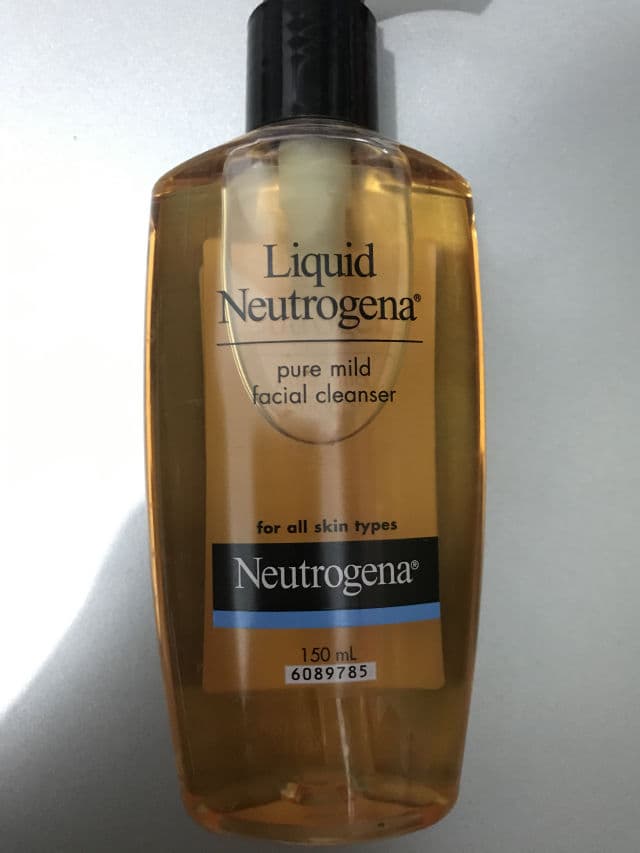 Liquid
Neutrogena®
pure mild
facial cleanser
for all skin types
Neutrogena®
150 mL
6089785